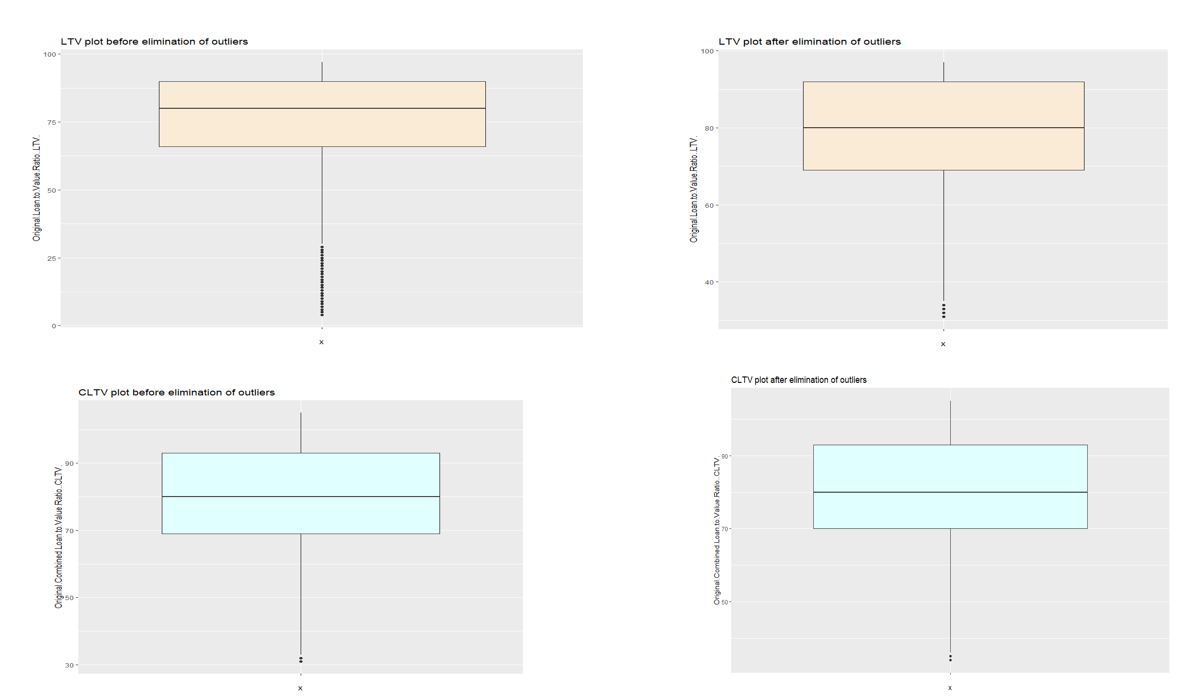 LTV plot before elimination of outliers
100
75
50
25
0
Original.Loan.to.Value.Ratio..LTV.
x
LTV plot after elimination of outliers
100
80
60
40
Original.Loan.to.Value.Ratio..LTV.
x
CLTV plot before elimination of outliers
90
70
50
30
Original.Combined.Loan.to.Value.Ratio..CLTV.
x
CLTV plot after elimination of outliers
90
70
50
Original.Combined.Loan.to.Value.Ratio..CLTV.
x